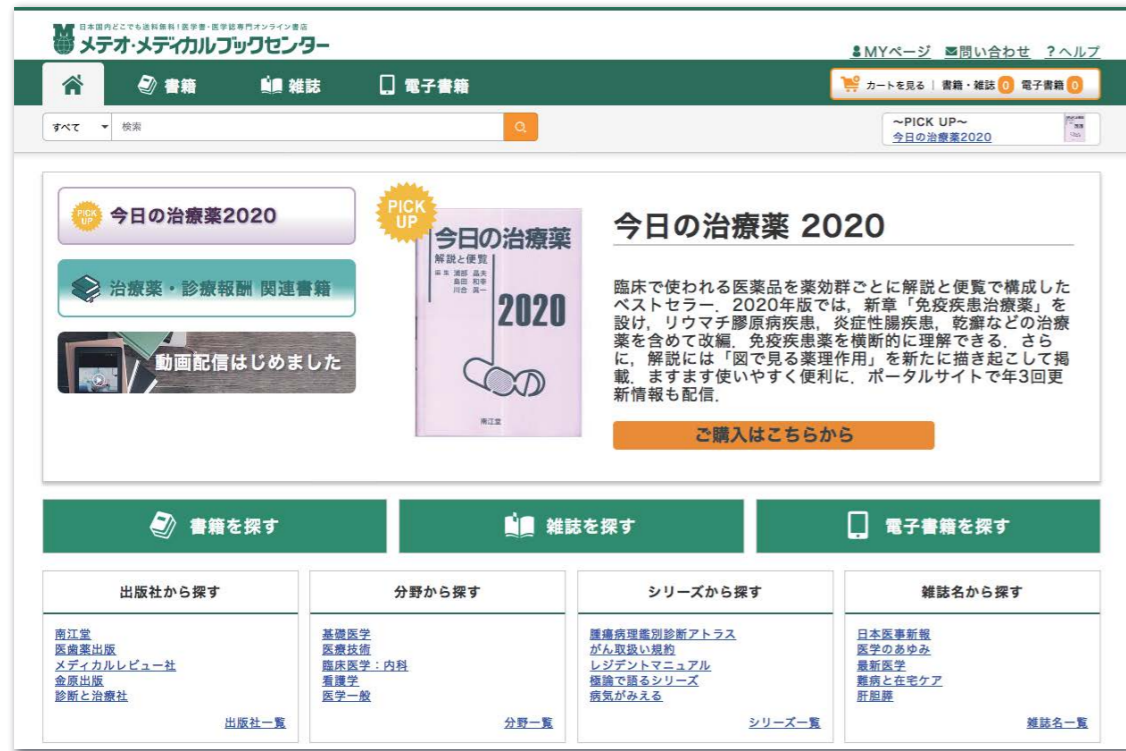 日本国内どこでも送料無料!医学書・医学誌専門オンライン書店
メテオ・メディカルブックセンター
MYページ 問い合わせ ?ヘルプ
書籍 雑誌 電子書籍
カートを見る | 書籍・雑誌 0 電子書籍 0
すべて 検索
~PICK UP~
今日の治療薬2020
PICK UP 今日の治療薬2020
治療薬・診療報酬 関連書籍
動画配信はじめました
PICK UP
今日の治療薬
解説と便覧
編集 浦部 晶夫
島田 和幸
川合 眞一
2020
南江堂
今日の治療薬 2020
臨床で使われる医薬品を薬効群ごとに解説と便覧で構成した
ベストセラー．2020年版では，新章「免疫疾患治療薬」を
設け，リウマチ膠原病疾患，炎症性腸疾患，乾癬などの治療
薬を含めて改編．免疫疾患薬を横断的に理解できる．さら
に，解説には「図で見る薬理作用」を新たに描き起こして掲
載．ますます使いやすく便利に．ポータルサイトで年3回更
新情報も配信．
ご購入はこちらから
書籍を探す
雑誌を探す
電子書籍を探す
出版社から探す
南江堂
医歯薬出版
メディカルレビュー社
金原出版
診断と治療社
出版社一覧
分野から探す
基礎医学
医療技術
臨床医学：内科
看護学
医学一般
分野一覧
シリーズから探す
腫瘍病理鑑別診断アトラス
がん取扱い規約
レジデントマニュアル
極論で語るシリーズ
病気がみえる
シリーズ一覧
雑誌名から探す
日本医事新報
医学のあゆみ
最新医学
難病と在宅ケア
肝胆膵
雑誌名一覧